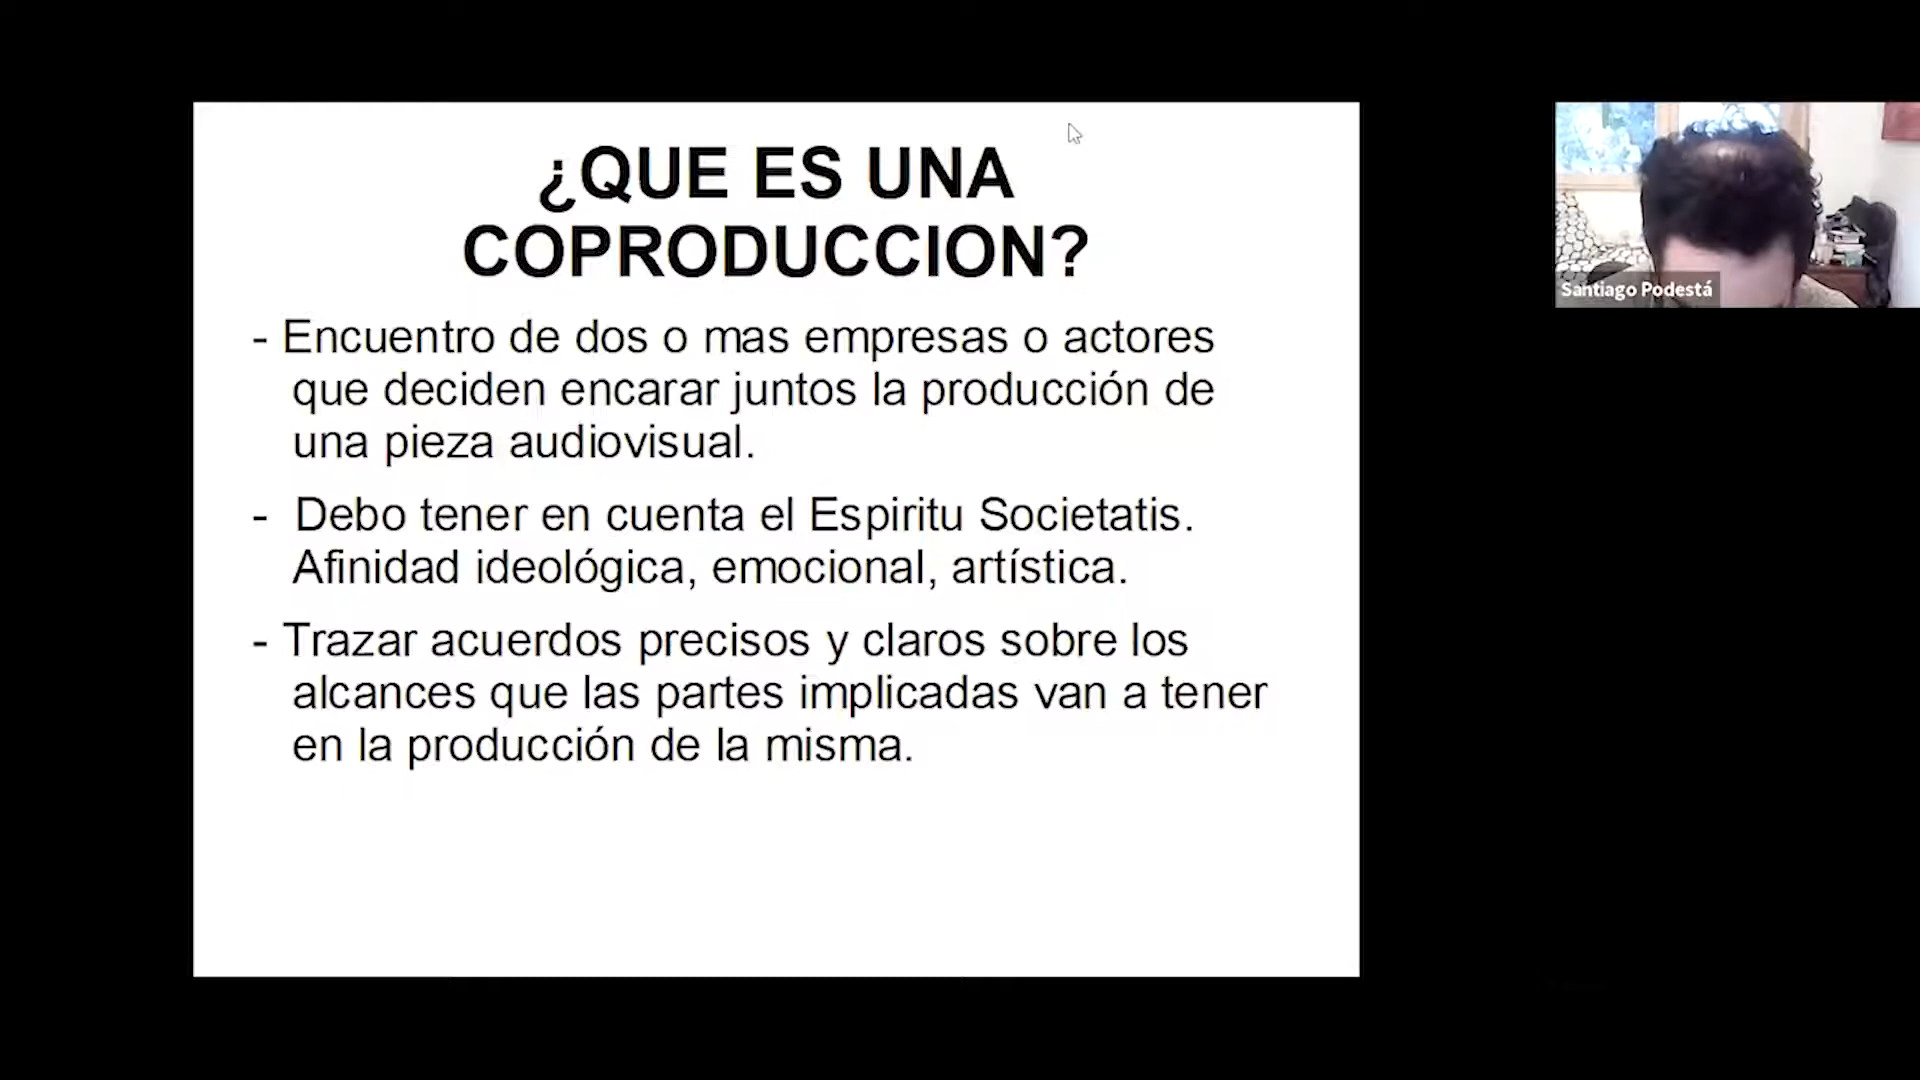 ¿QUE ES UNA
COPRODUCCION?
- Encuentro de dos o mas empresas o actores
que deciden encarar juntos la producción de
una pieza audiovisual.
- Debo tener en cuenta el Espiritu Societatis.
Afinidad ideológica, emocional, artística.
- Trazar acuerdos precisos y claros sobre los
alcances que las partes implicadas van a tener
en la producción de la misma.
Santiago Podestá